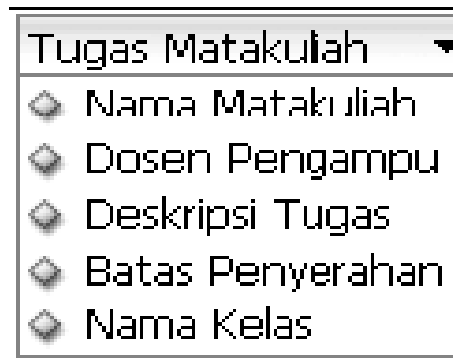 Tugas Matakuliah
Nama Matakuliah
Dosen Pengampu
Deskripsi Tugas
Batas Penyerahan
Nama Kelas